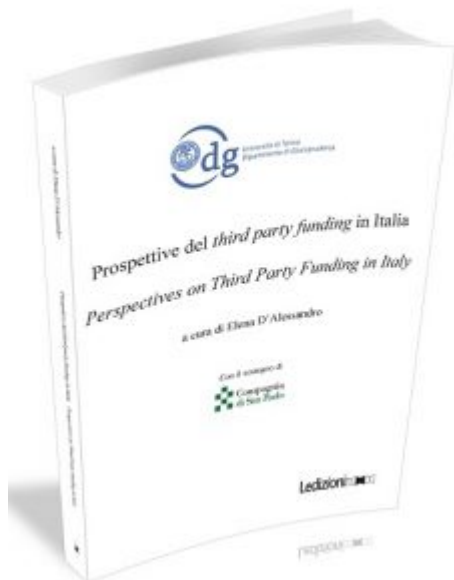 dg
Università di Torino
Dipartimento di Giurisprudenza
Prospettive del third party funding in Italia
Perspectives on Third Party Funding in Italy
a cura di Elena D'Alessandro
Con il sostegno di
Compagnia
di San Paolo
Ledizioni